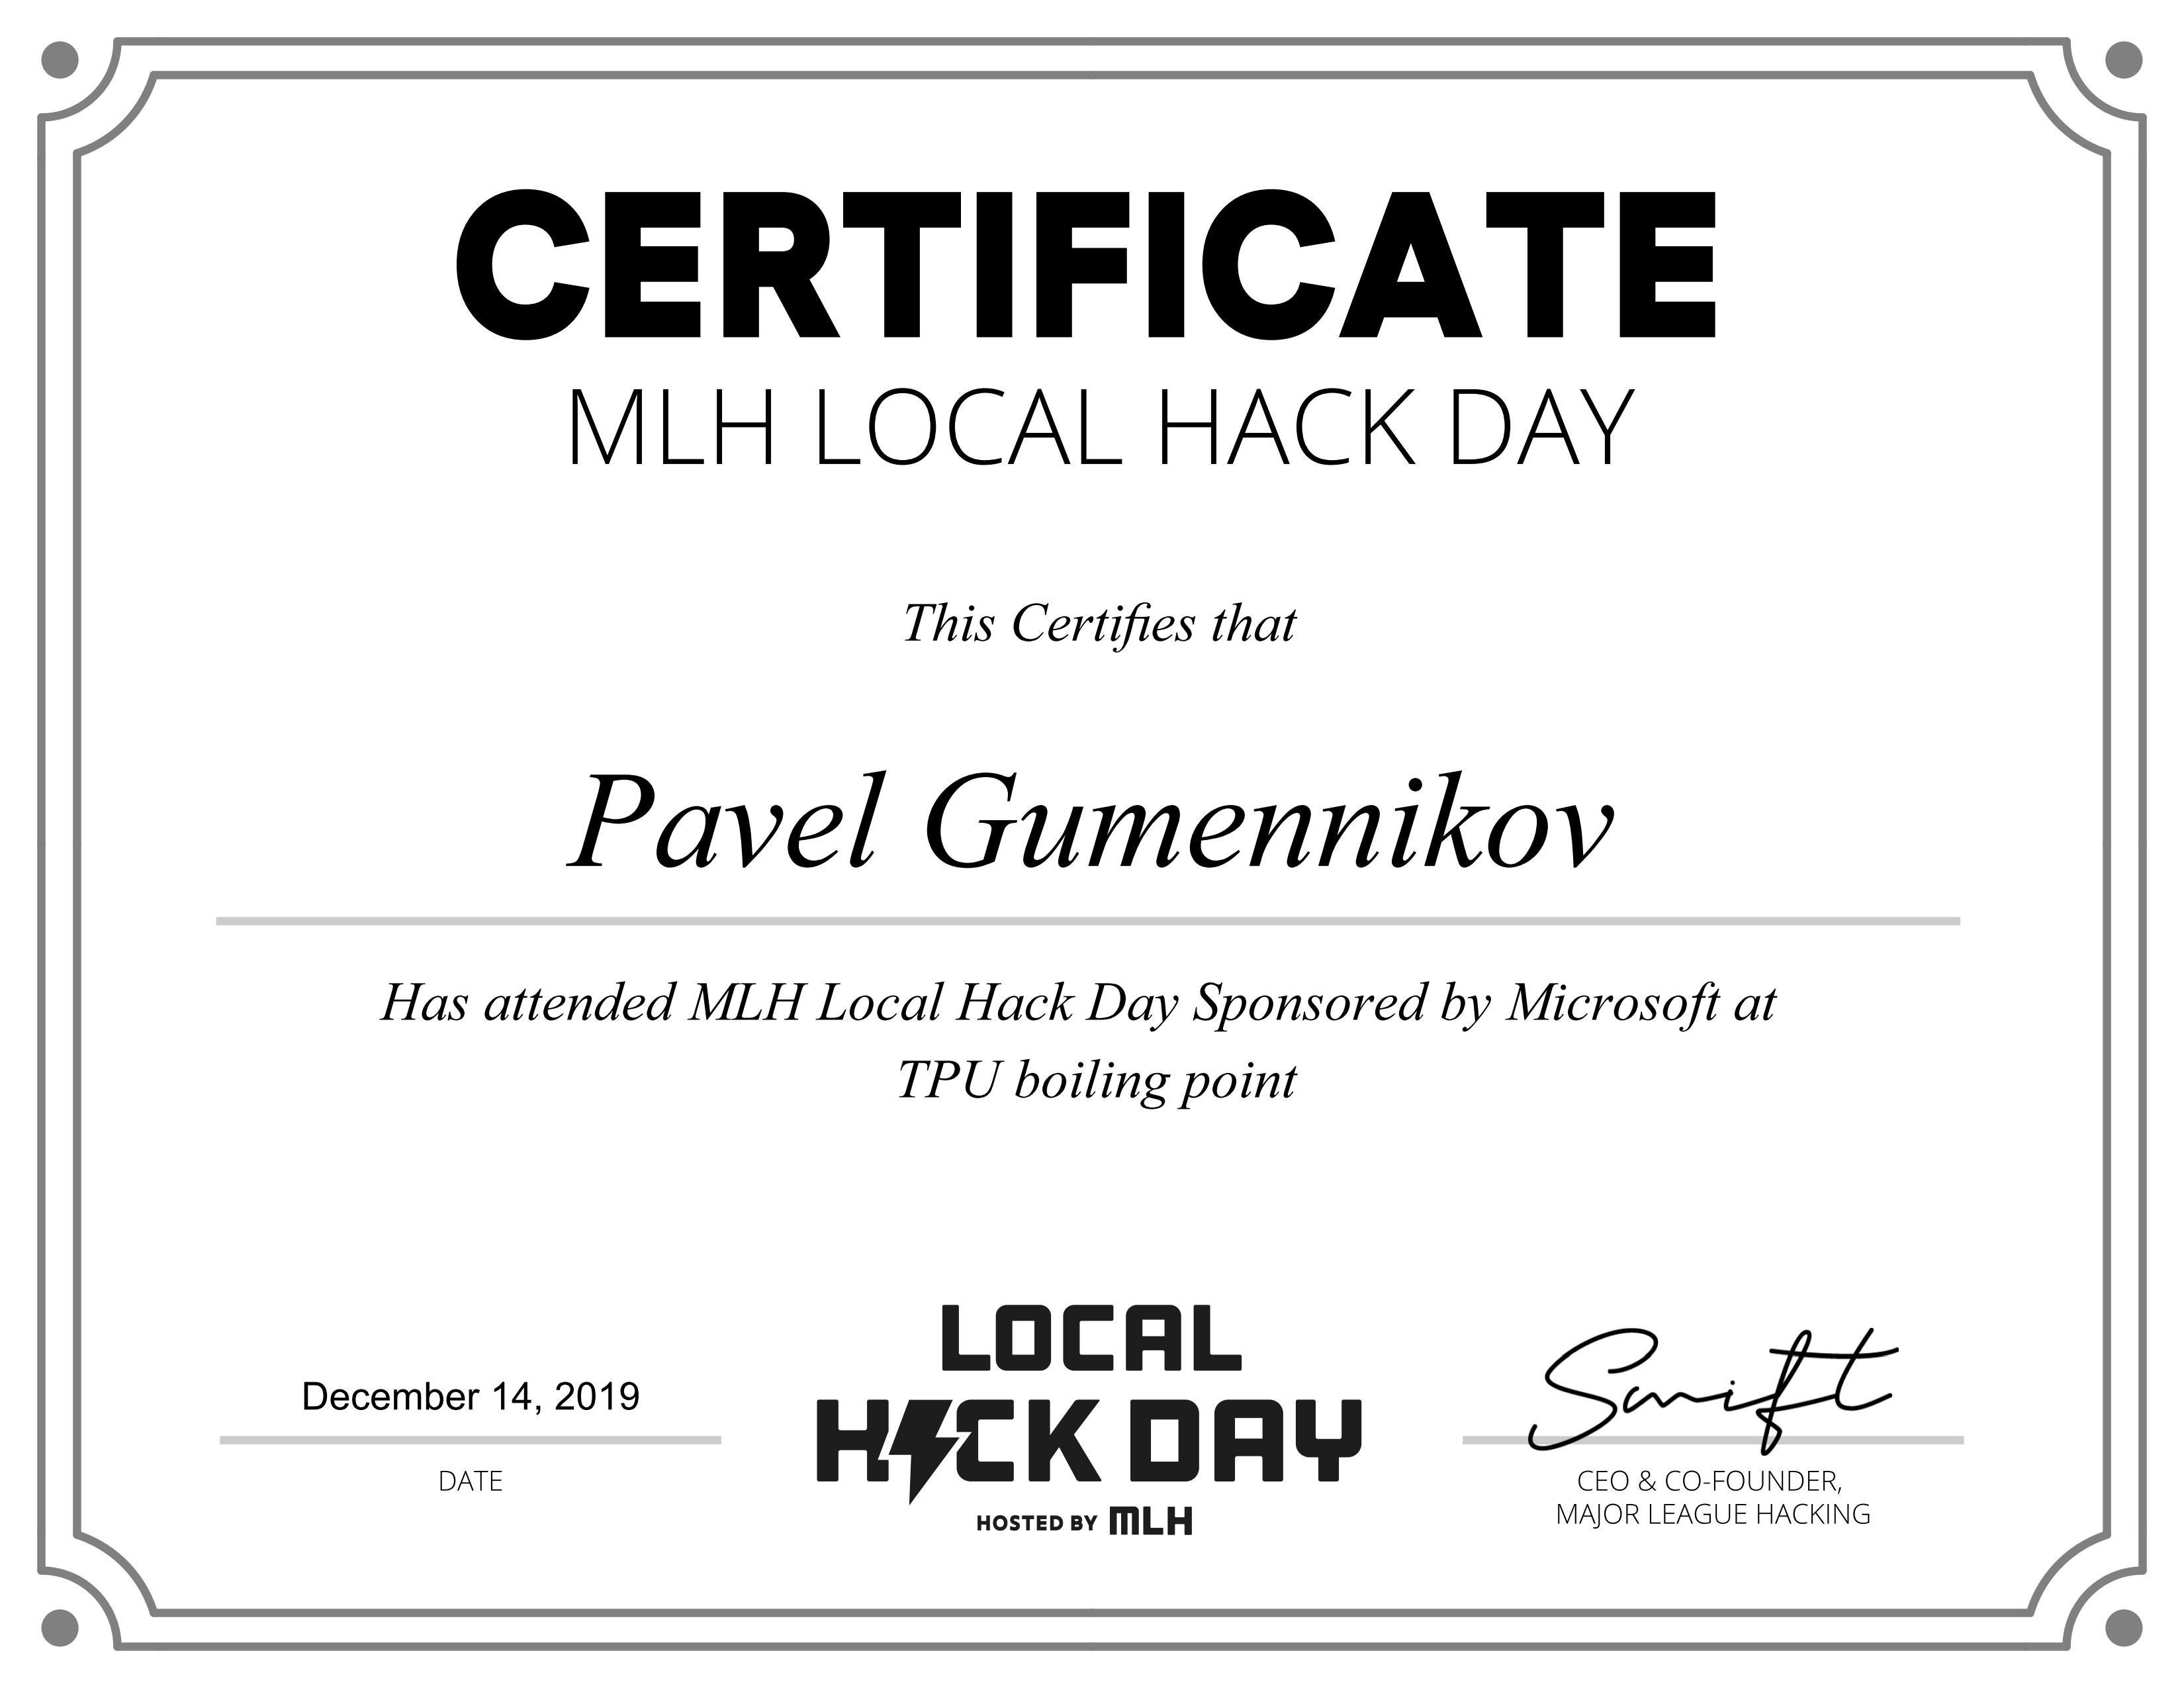 CERTIFICATE
MLH LOCAL HACK DAY
This Certifies that
Pavel Gumennikov
Has attended MLH Local Hack Day Sponsored by Microsoft at
TPU boiling point
December 14, 2019
DATE
LOCAL
HACK DAY
HOSTED BY MLH
Swift
CEO & CO-FOUNDER,
MAJOR LEAGUE HACKING